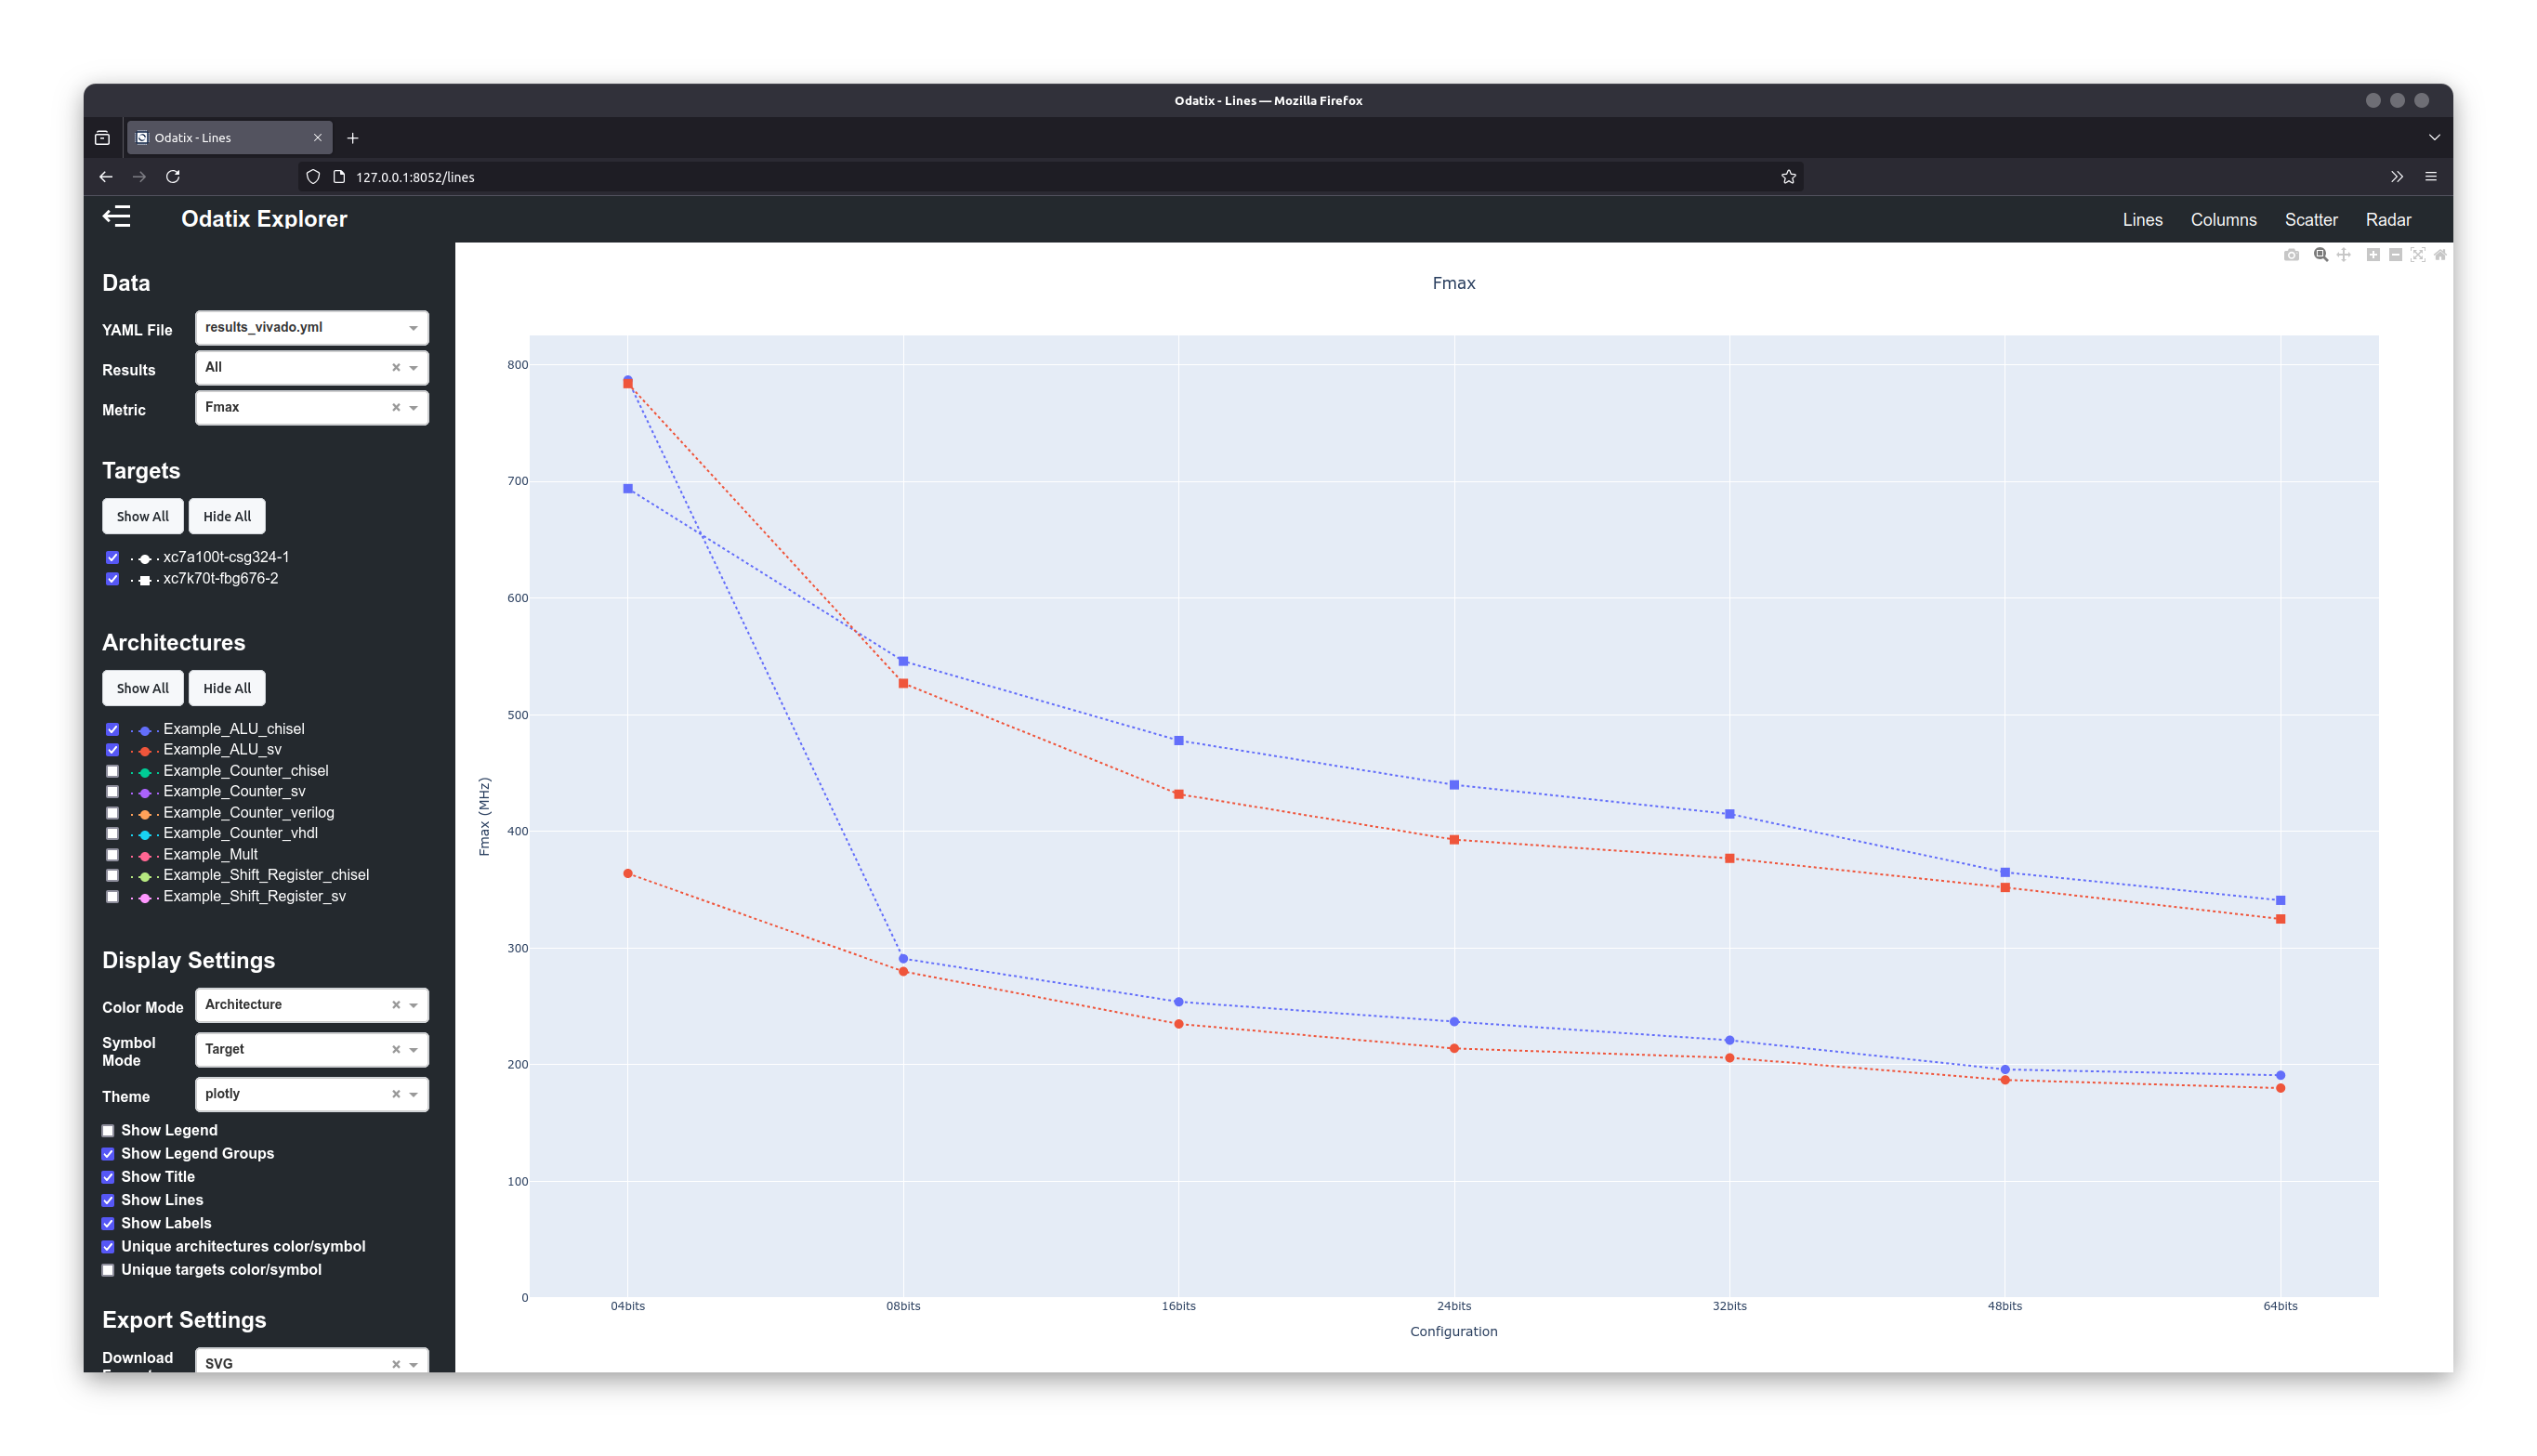 Odatix - Lines — Mozilla Firefox
Odatix - Lines
127.0.0.1:8052/lines
Odatix Explorer
Lines Columns Scatter Radar
Data
YAML File results_vivado.yml
Results All
Metric Fmax
Targets
Show All Hide All
xc7a100t-csg324-1
xc7k70t-fbg676-2
Architectures
Show All Hide All
Example_ALU_chisel
Example_ALU_sv
Example_Counter_chisel
Example_Counter_sv
Example_Counter_verilog
Example_Counter_vhdl
Example_Mult
Example_Shift_Register_chisel
Example_Shift_Register_sv
Display Settings
Color Mode Architecture
Symbol
Mode
Target
Theme plotly
Show Legend
Show Legend Groups
Show Title
Show Lines
Show Labels
Unique architectures color/symbol
Unique targets color/symbol
Export Settings
Download
SVG
Fmax
800
700
600
500
400
300
200
100
0
Fmax (MHz)
04bits 08bits 16bits 24bits 32bits 48bits 64bits
Configuration